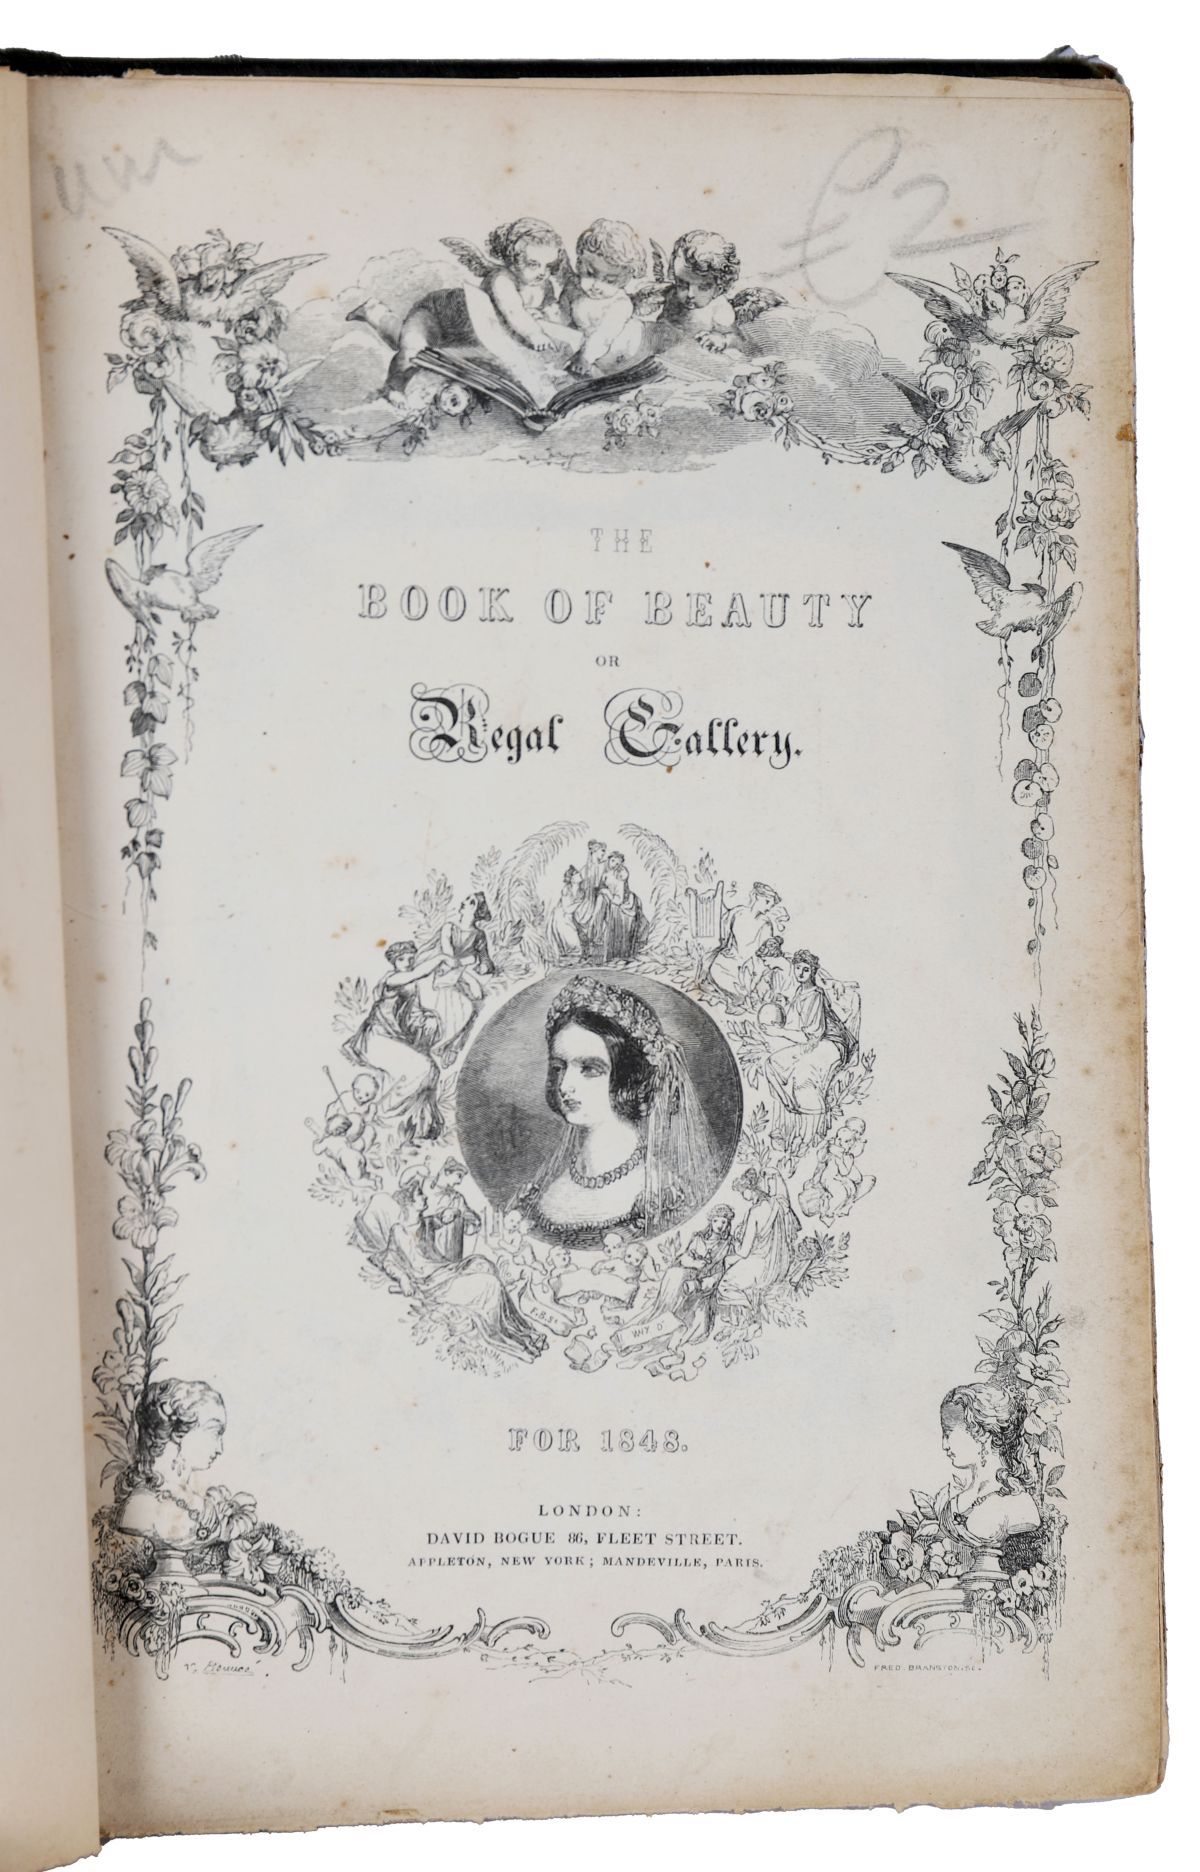 £2
THE
BOOK OF BEAUTY
OR
Regal Gallery.
FOR 1848.
LONDON:
DAVID BOGUE 86, FLEET STREET.
APPLETON, NEW YORK; MANDEVILLE, PARIS.
FRED. BRANSTON. SC.